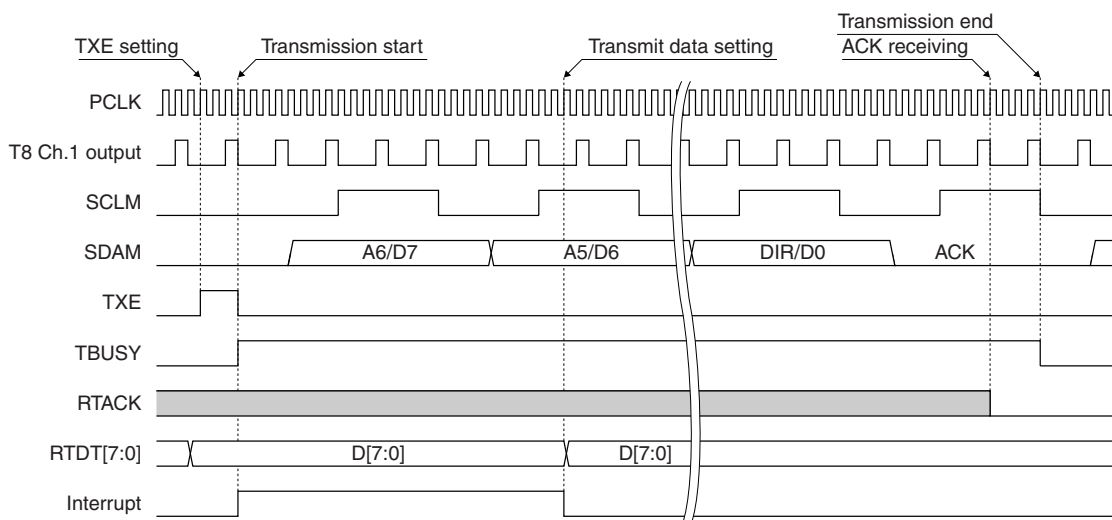 Transmission end
TXE setting
Transmission start
Transmit data setting
ACK receiving
PCLK
T8 Ch.1 output
SCLM
SDAM
A6/D7
A5/D6
DIR/D0
ACK
TXE
TBUSY
RTACK
RTDT[7:0]
D[7:0]
D[7:0]
Interrupt